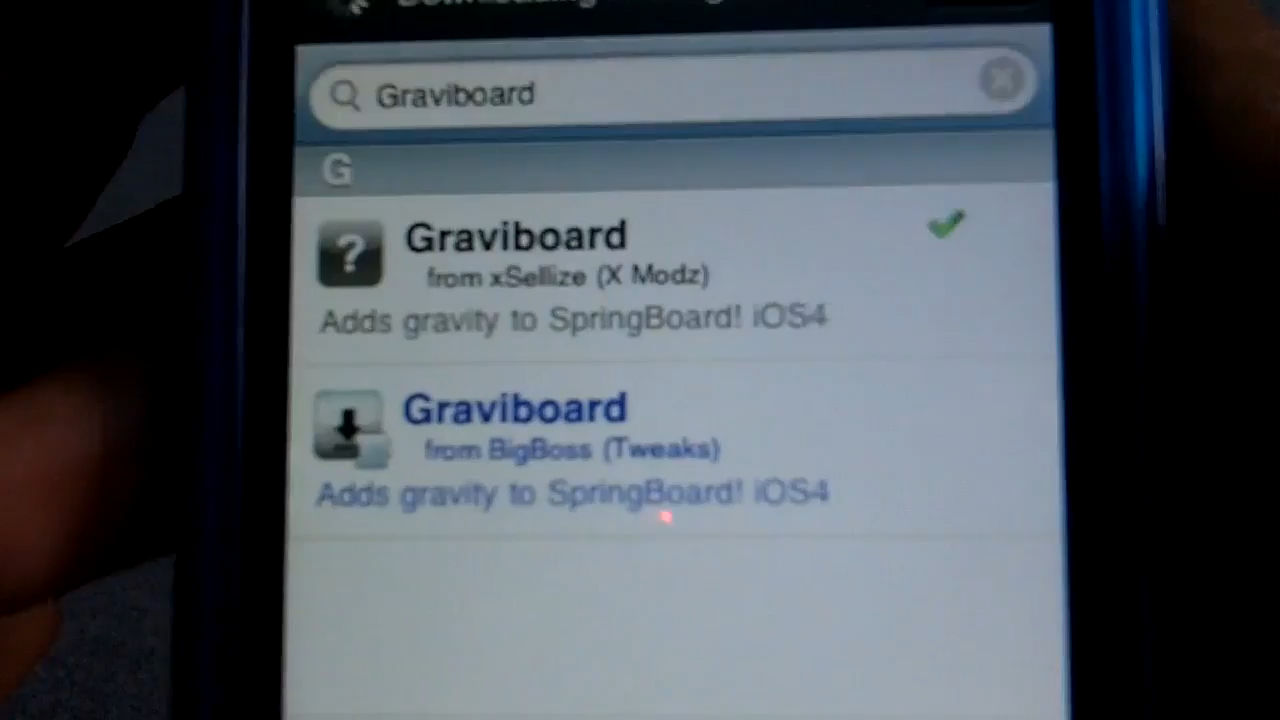 Graviboard
G
?
Graviboard
from xSellize (X Modz)
Adds gravity to SpringBoard! iOS4
Graviboard
from BigBoss (Tweaks)
Adds gravity to SpringBoard! iOS4